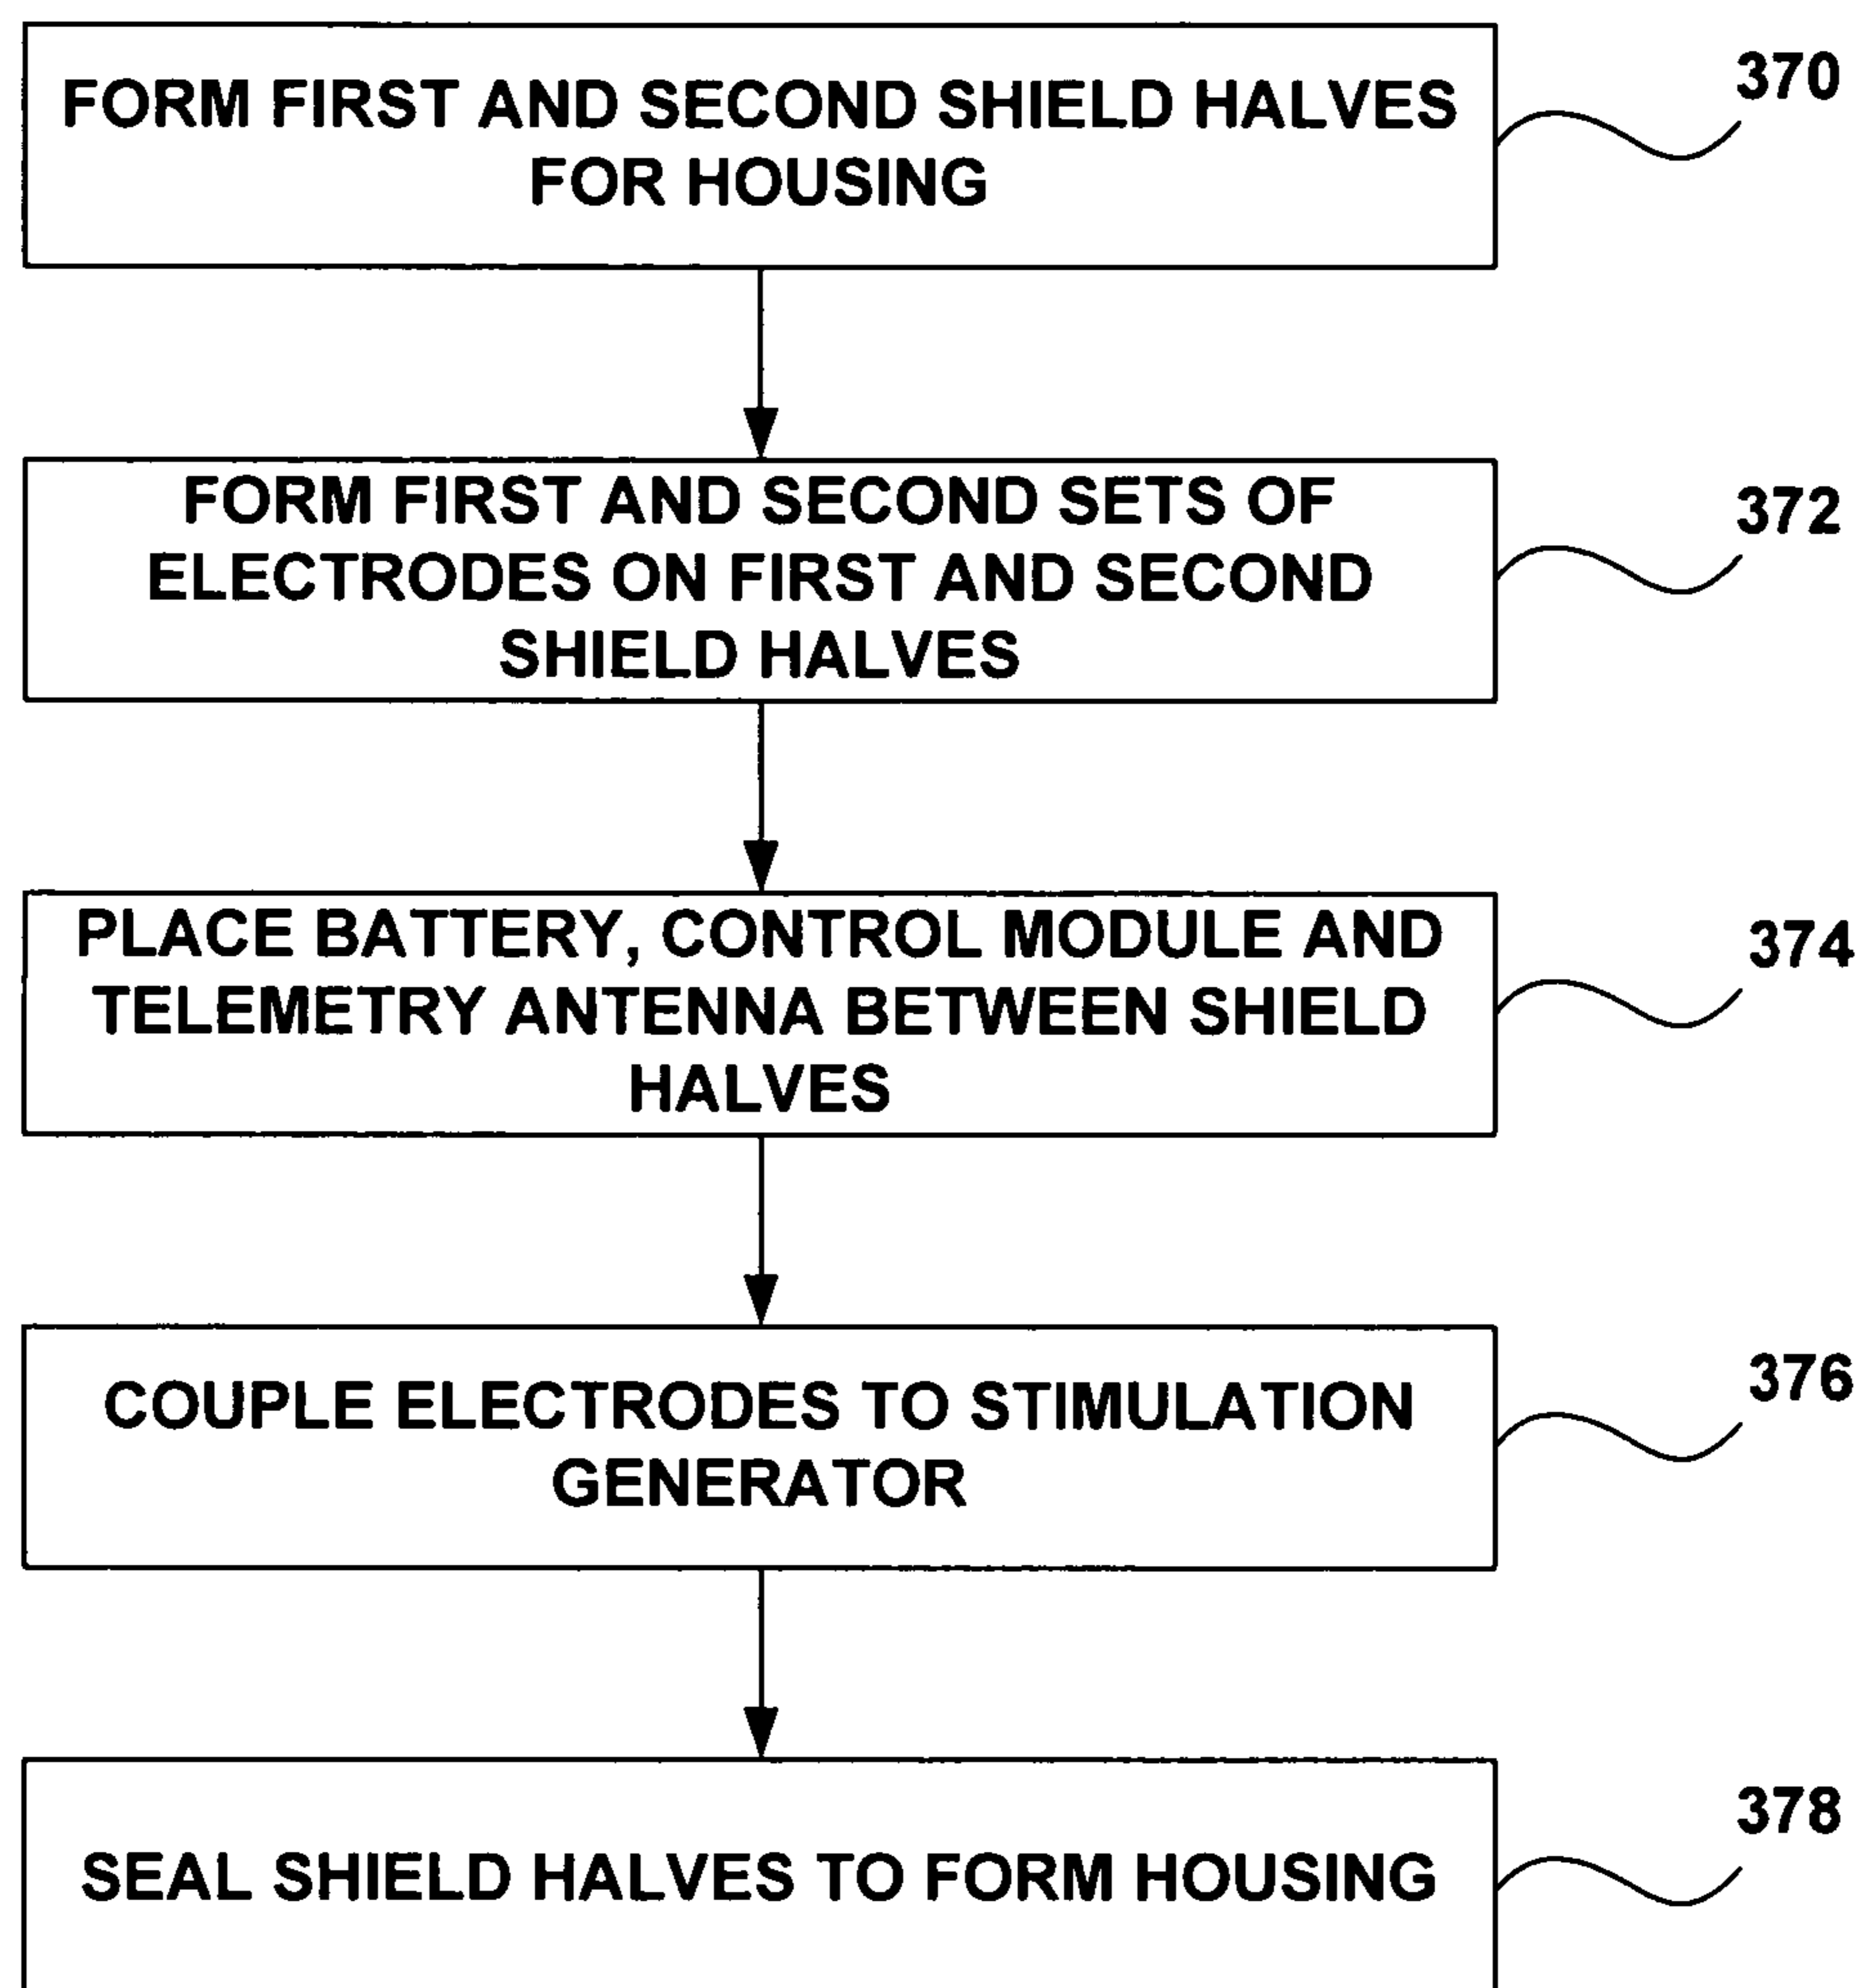 FORM FIRST AND SECOND SHIELD HALVES
FOR HOUSING
370
FORM FIRST AND SECOND SETS OF
ELECTRODES ON FIRST AND SECOND
SHIELD HALVES
372
PLACE BATTERY, CONTROL MODULE AND
TELEMETRY ANTENNA BETWEEN SHIELD
HALVES
374
COUPLE ELECTRODES TO STIMULATION
GENERATOR
376
SEAL SHIELD HALVES TO FORM HOUSING
378